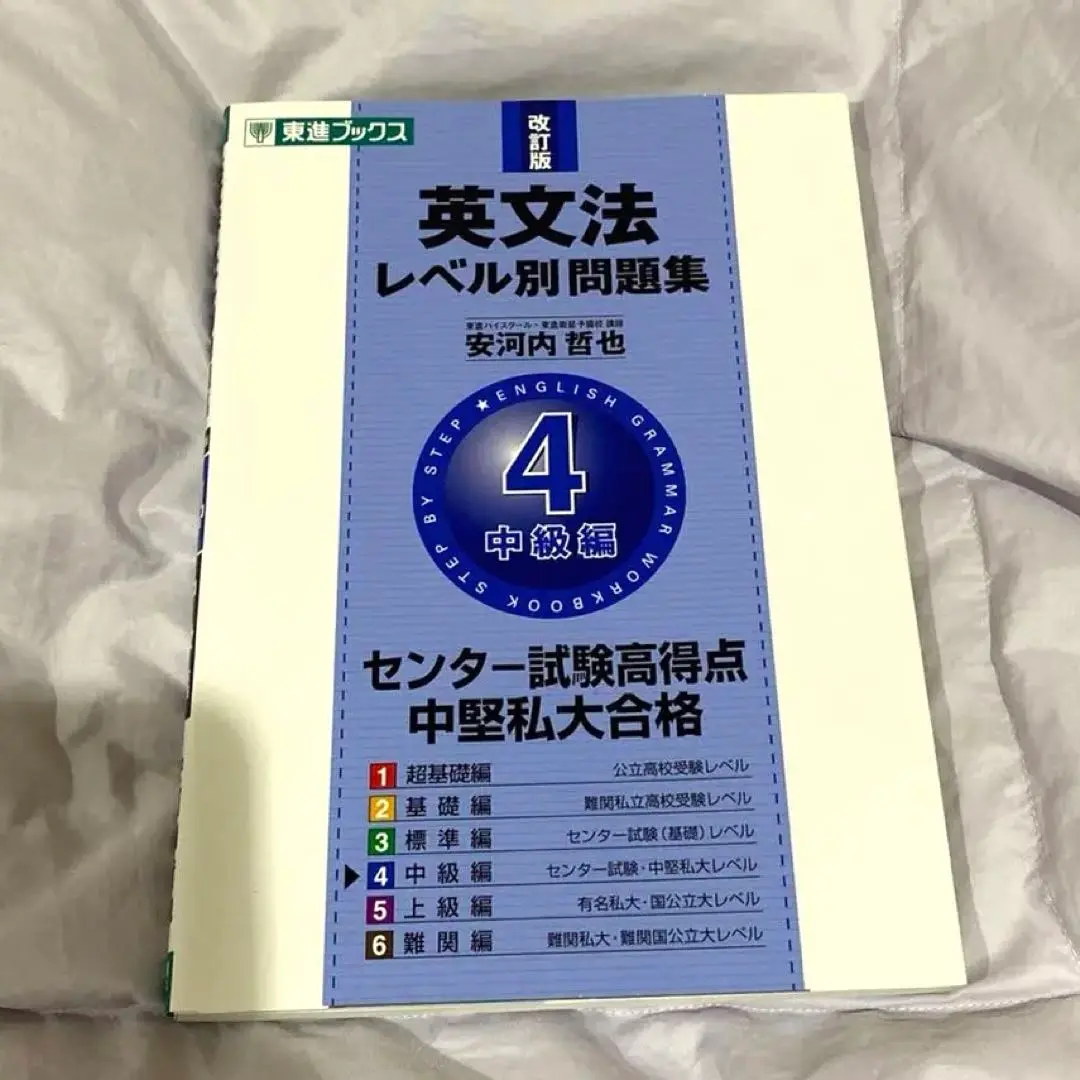 東進ブックス
改訂版
英文法
レベル別問題集
東進ハイスクール・東進衛星予備校 講師
安河内 哲也
STEP BY STEP ★ ENGLISH GRAMMAR WORKBOOK
4
中級編
センター試験高得点
中堅私大合格
1 超基礎編 公立高校受験レベル
2 基礎編 難関私立高校受験レベル
3 標準編 センター試験(基礎)レベル
▶ 4 中級編 センター試験・中堅私大レベル
5 上級編 有名私大・国公立大レベル
6 難関編 難関私大・難関国公立大レベル